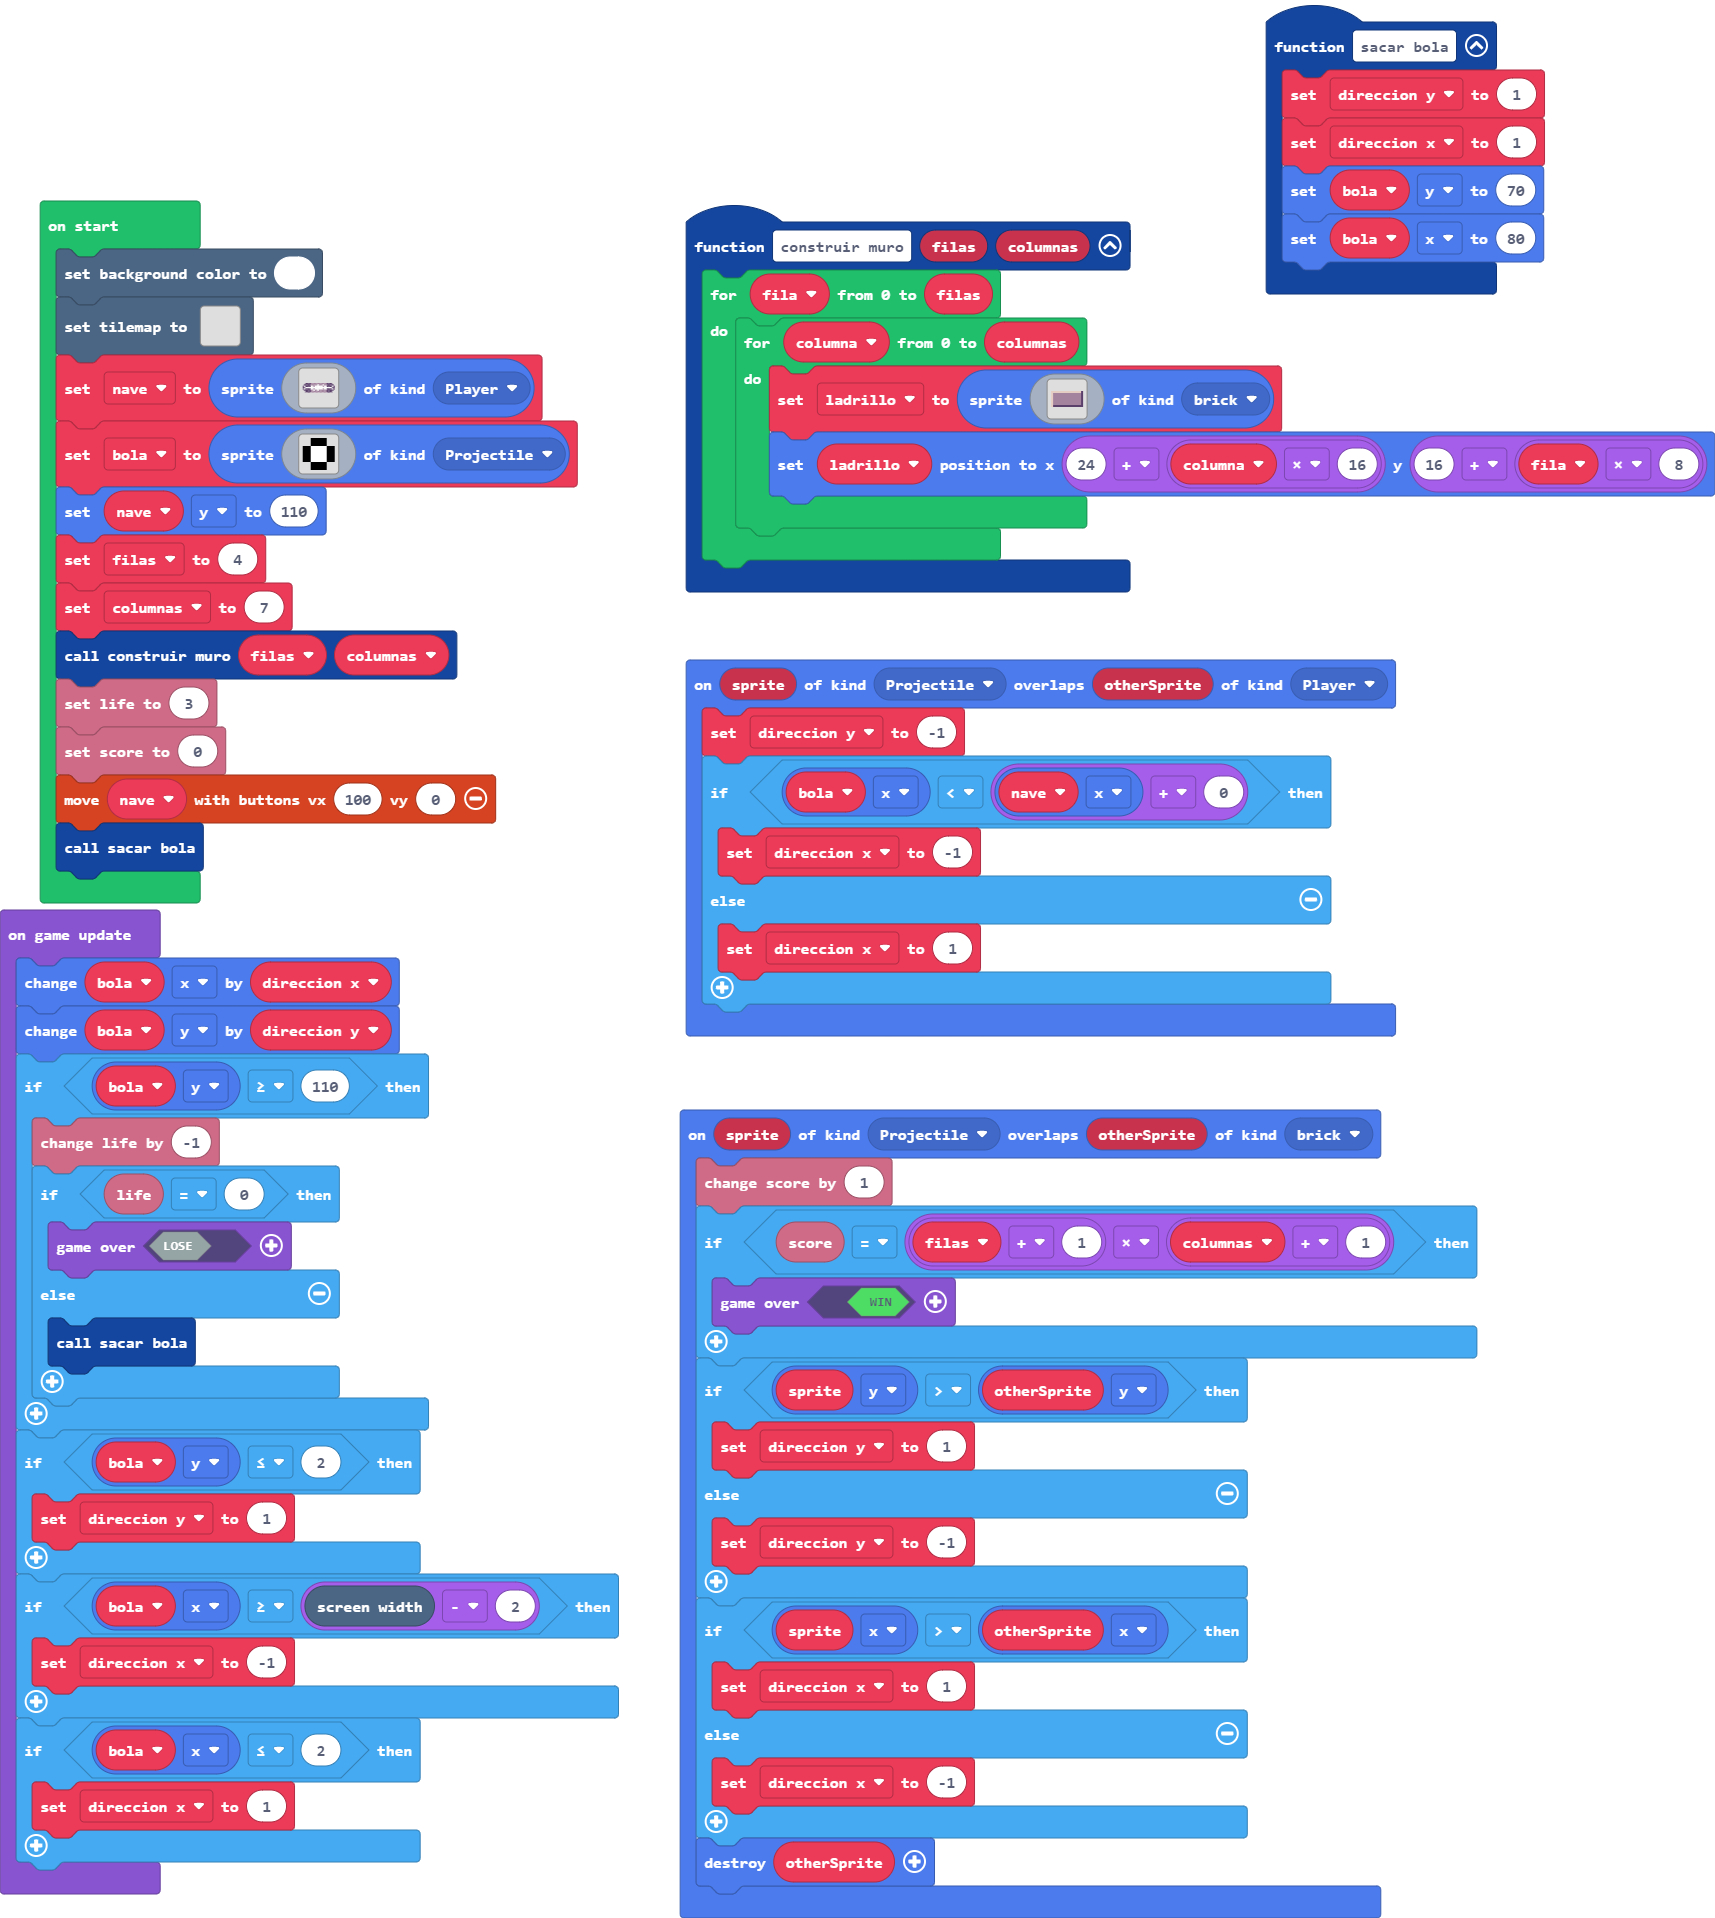 function sacar bola
set direccion y to 1
set direccion x to 1
set bola y to 70
set bola x to 80
on start
set background color to
set tilemap to
set nave to sprite of kind Player
set bola to sprite of kind Projectile
set nave y to 110
set filas to 4
set columnas to 7
call construir muro filas columnas
set life to 3
set score to 0
move nave with buttons vx 100 vy 0
call sacar bola
function construir muro filas columnas
for fila from 0 to filas
do
for columna from 0 to columnas
do
set ladrillo to sprite of kind brick
set ladrillo position to x 24 + columna × 16 y 16 + fila × 8
on sprite of kind Projectile overlaps otherSprite of kind Player
set direccion y to -1
if bola x < nave x + 0 then
set direccion x to -1
else
set direccion x to 1
on game update
change bola x by direccion x
change bola y by direccion y
if bola y ≥ 110 then
change life by -1
if life = 0 then
game over LOSE
else
call sacar bola
if bola y ≤ 2 then
set direccion y to 1
if bola x ≥ screen width - 2 then
set direccion x to -1
if bola x ≤ 2 then
set direccion x to 1
on sprite of kind Projectile overlaps otherSprite of kind brick
change score by 1
if score = filas + 1 × columnas + 1 then
game over WIN
if sprite y > otherSprite y then
set direccion y to 1
else
set direccion y to -1
if sprite x > otherSprite x then
set direccion x to 1
else
set direccion x to -1
destroy otherSprite